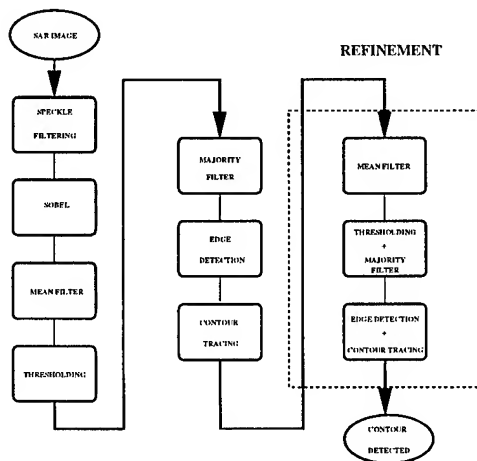 SAR IMAGE
SPECKLE
FILTERING
SOBEL
MEAN FILTER
THRESHOLDING
MAJORITY
FILTER
EDGE
DETECTION
CONTOUR
TRACING
REFINEMENT
MEAN FILTER
THRESHOLDING
+
MAJORITY
FILTER
EDGE DETECTION
+
CONTOUR TRACING
CONTOUR
DETECTED